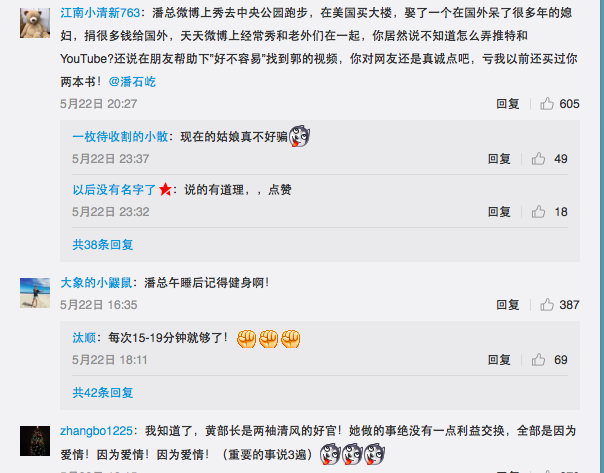 江南小清新763：潘总微博上秀去中央公园跑步，在美国买大楼，娶了一个在国外呆了很多年的媳
妇，捐很多钱给国外，天天微博上经常秀和老外们在一起，你居然说不知道怎么弄推特和
YouTube?还说在朋友帮助下"好不容易"找到郭的视频，你对网友还是真诚点吧，亏我以前还买过你
两本书！@潘石屹
5月22日 20:27 回复 605
一枚待收割的小散：现在的姑娘真不好骗
5月22日 23:37 回复 49
以后没有名字了：说的有道理，，点赞
5月22日 23:32 回复 18
共38条回复
大象的小鼹鼠：潘总午睡后记得健身啊！
5月22日 16:35 回复 387
汰顺：每次15-19分钟就够了！
5月22日 18:11 回复 69
共42条回复
zhangbo1225：我知道了，黄部长是两袖清风的好官！她做的事绝没有一点利益交换，全部是因为
爱情！因为爱情！因为爱情！（重要的事说3遍）